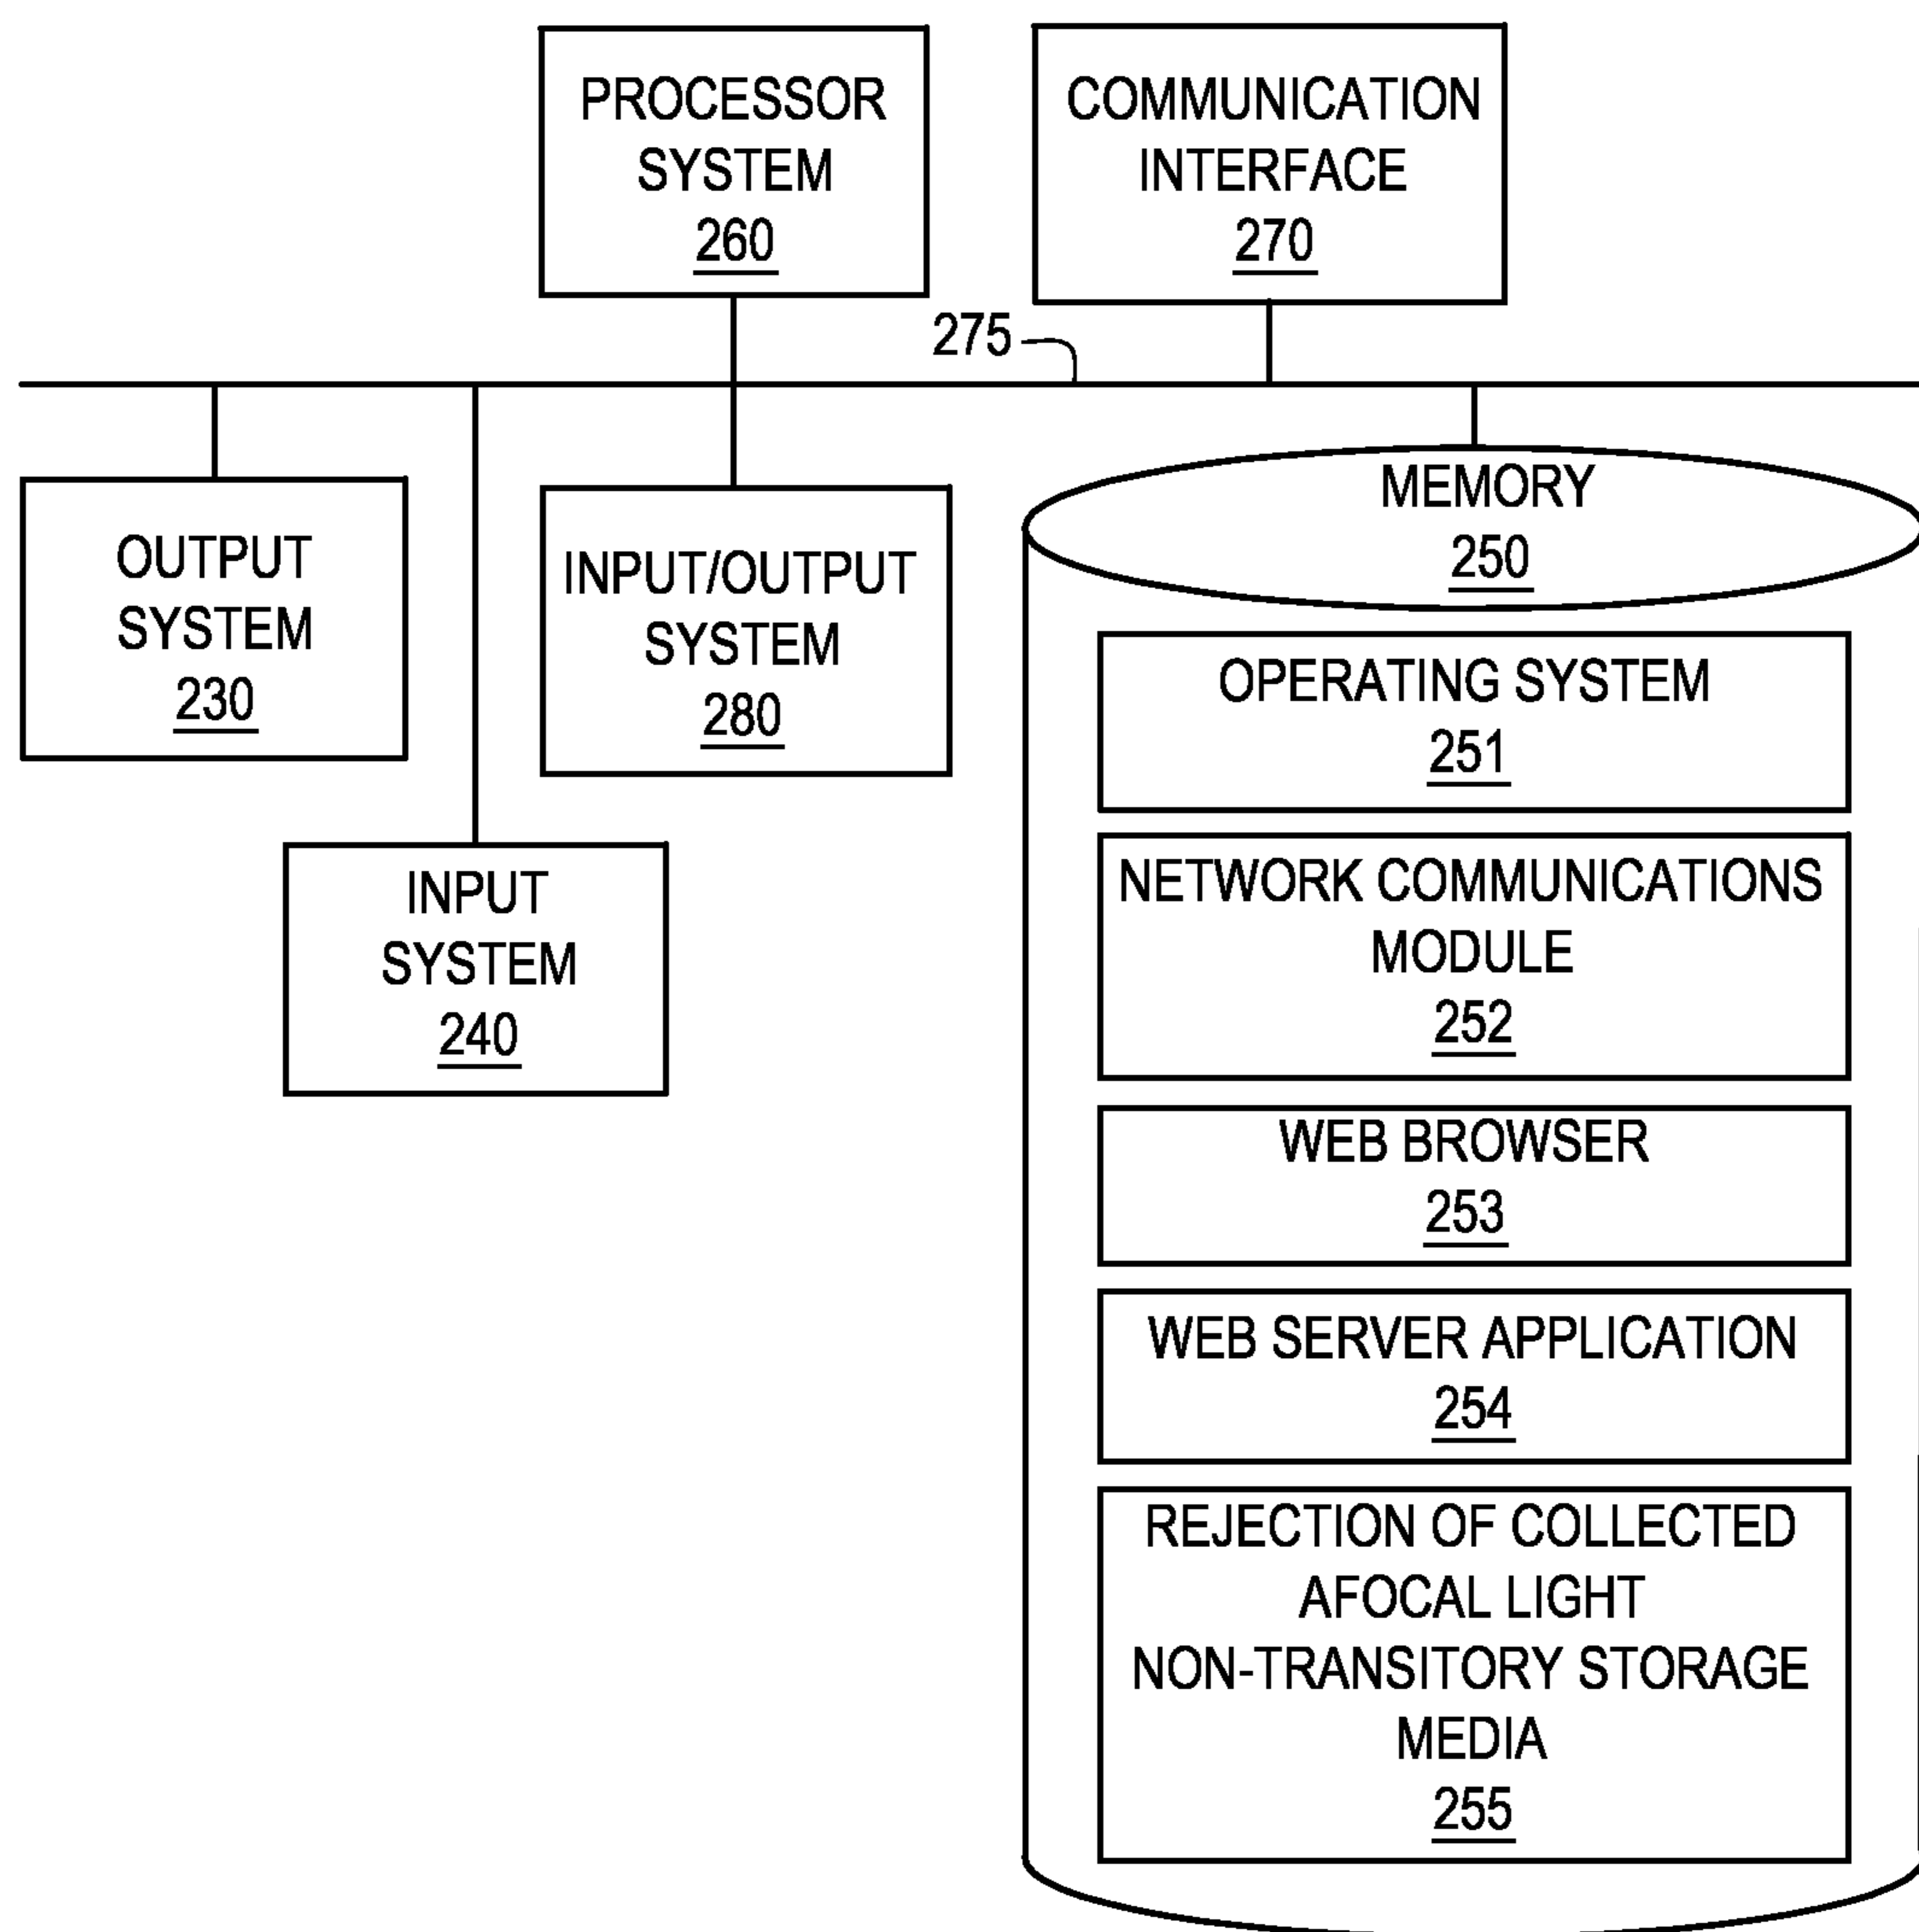 PROCESSOR
SYSTEM
260
COMMUNICATION
INTERFACE
270
275
OUTPUT
SYSTEM
230
INPUT/OUTPUT
SYSTEM
280
INPUT
SYSTEM
240
MEMORY
250
OPERATING SYSTEM
251
NETWORK COMMUNICATIONS
MODULE
252
WEB BROWSER
253
WEB SERVER APPLICATION
254
REJECTION OF COLLECTED
AFOCAL LIGHT
NON-TRANSITORY STORAGE
MEDIA
255